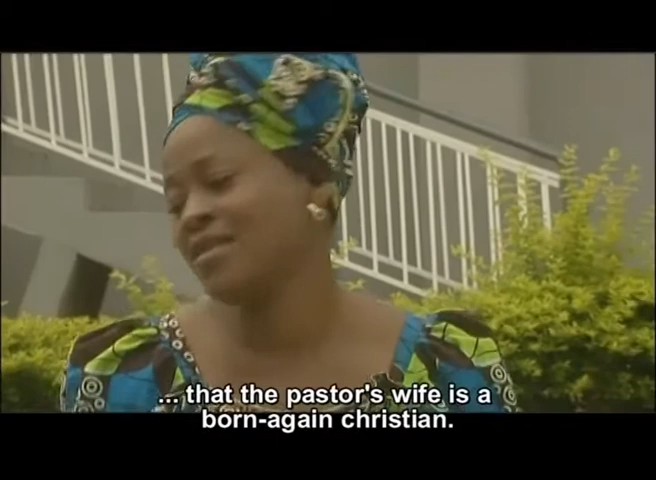 ... that the pastor's wife is a
born-again christian.